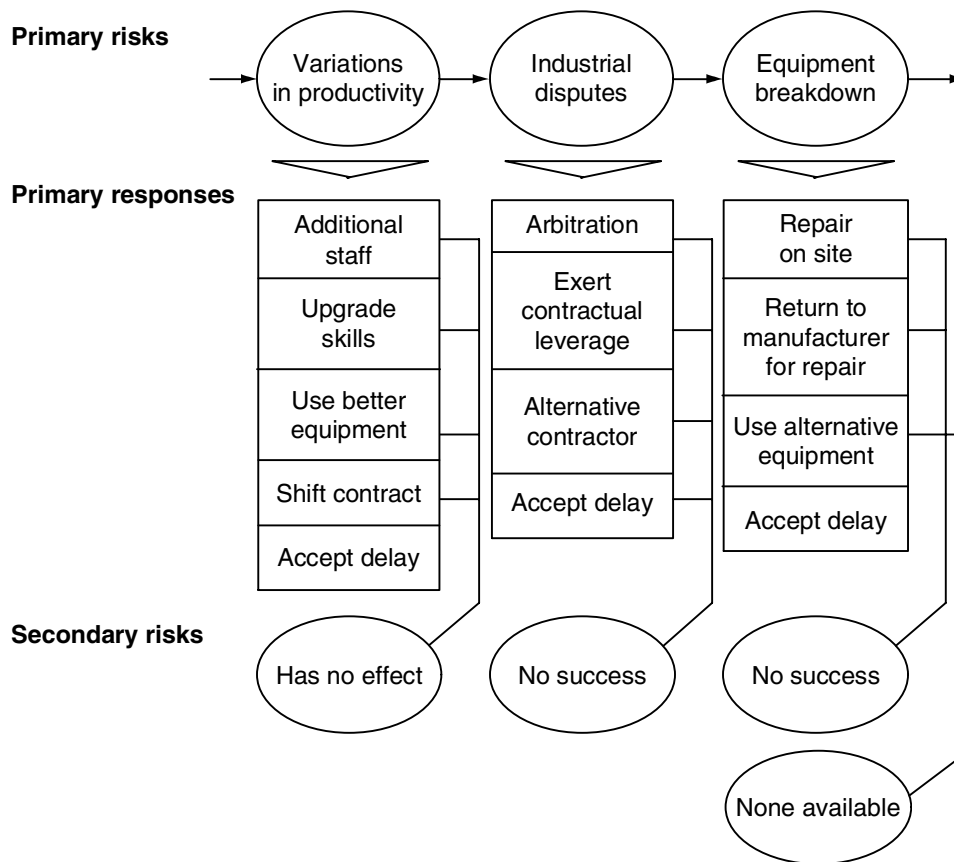 Primary risks
Variations
in productivity
Industrial
disputes
Equipment
breakdown
Primary responses
Additional
staff
Upgrade
skills
Use better
equipment
Shift contract
Accept delay
Arbitration
Exert
contractual
leverage
Alternative
contractor
Accept delay
Repair
on site
Return to
manufacturer
for repair
Use alternative
equipment
Accept delay
Secondary risks
Has no effect
No success
No success
None available